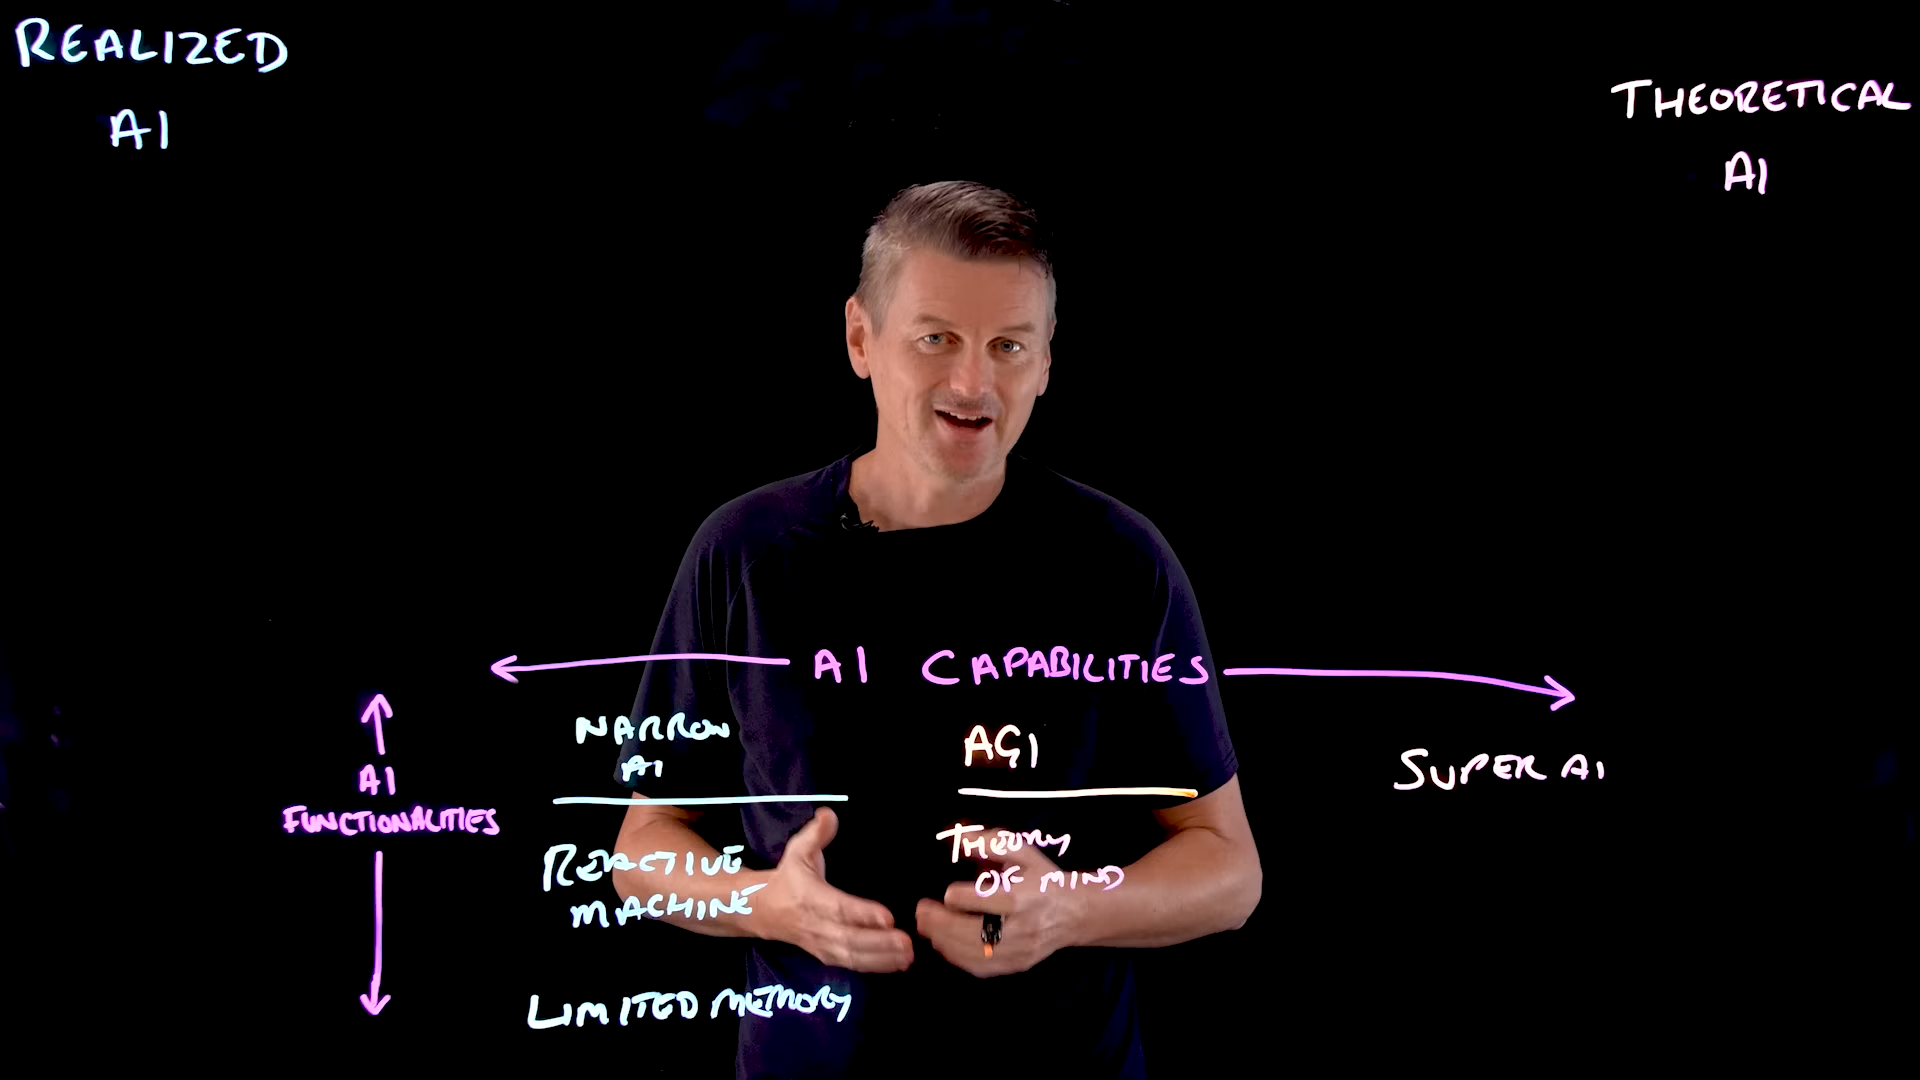 REALIZED
AI
THEORETICAL
AI
AI CAPABILITIES
AI
FUNCTIONALITIES
NARROW
AI
AGI
SUPER AI
REACTIVE
MACHINE
THEORY
OF MIND
LIMITED MEMORY